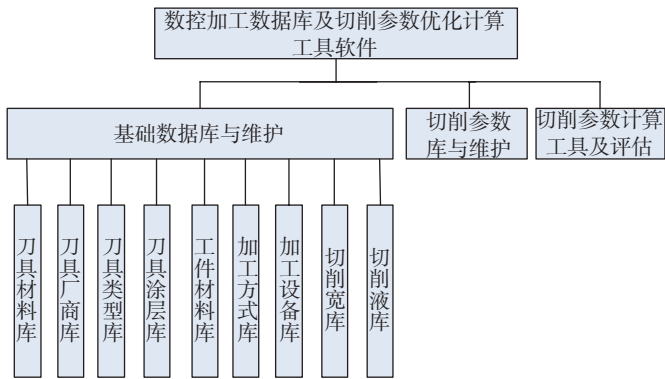 数控加工数据库及切削参数优化计算
工具软件
基础数据库与维护
切削参数
库与维护
切削参数计算
工具及评估
刀具材料库
刀具厂商库
刀具类型库
刀具涂层库
工件材料库
加工方式库
加工设备库
切削宽库
切削液库